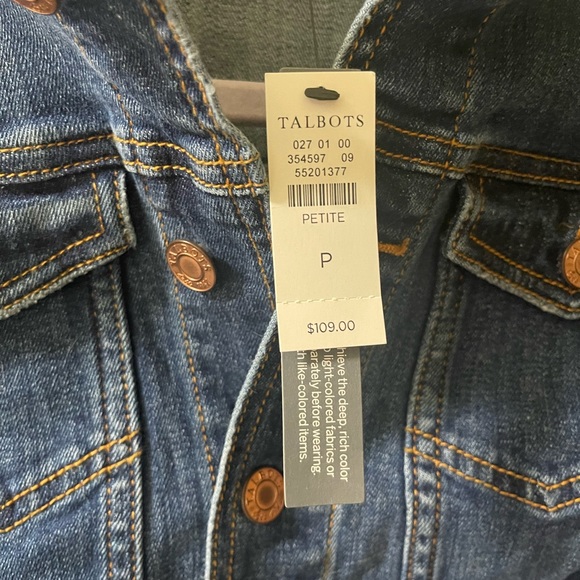 TALBOTS
027 01 00
354597 09
55201377
PETITE
P
$109.00
hieve the deep, rich color
light-colored fabrics or
arately before wearing.
h like-colored items.
TALBOTS